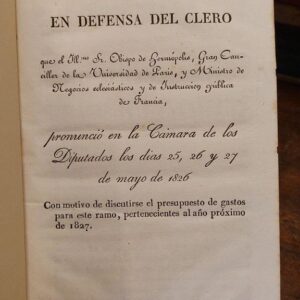 EN DEFENSA DEL CLERO
que el Ill.mo Sr. Obispo de Hermópolis, Gran Can-
ciller de la Universidad de Paris, y Ministro de
Negocios eclesiásticos y de Instruccion pública
de Francia,
pronunció en la Cámara de los
Diputados los dias 25, 26 y 27
de mayo de 1826
Con motivo de discutirse el presupuesto de gastos
para este ramo, pertenecientes al año próximo
de 1827.